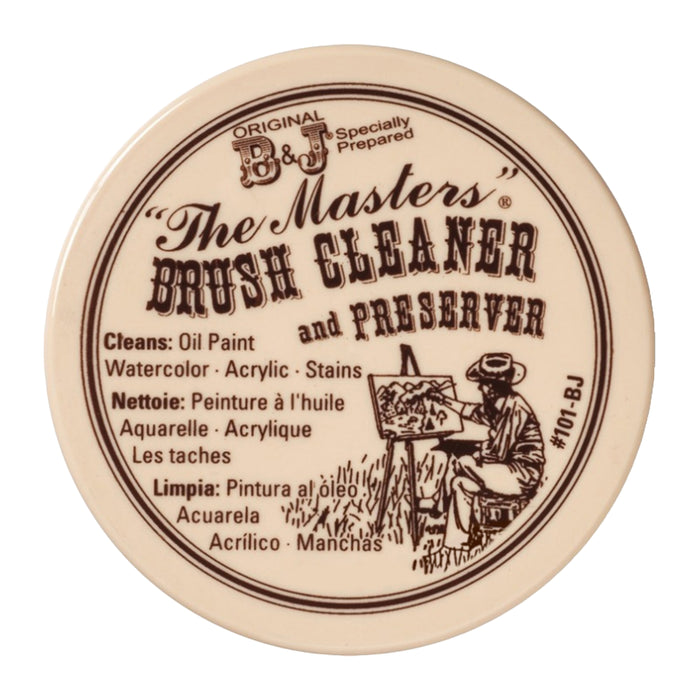 ORIGINAL
B&J® Specially
Prepared
"The Masters"®
BRUSH CLEANER
and PRESERVER
Cleans: Oil Paint
Watercolor · Acrylic · Stains
Nettoie: Peinture à l'huile
Aquarelle · Acrylique
Les taches
Limpia: Pintura al óleo
Acuarela
Acrílico · Manchas
#101-BJ